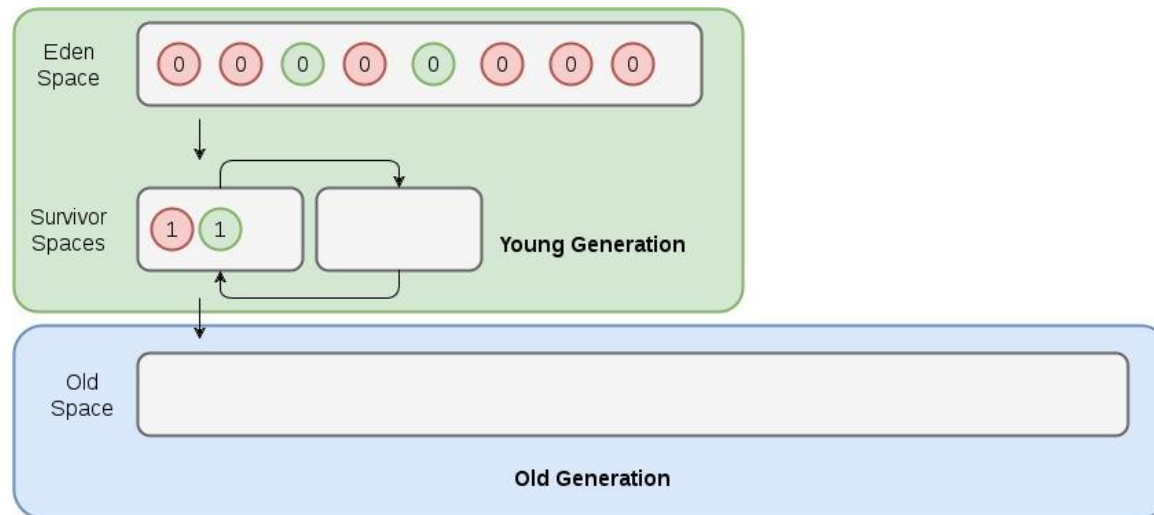 Eden
Space
0 0 0 0 0 0 0 0
Survivor
Spaces
1 1
Young Generation
Old
Space
Old Generation